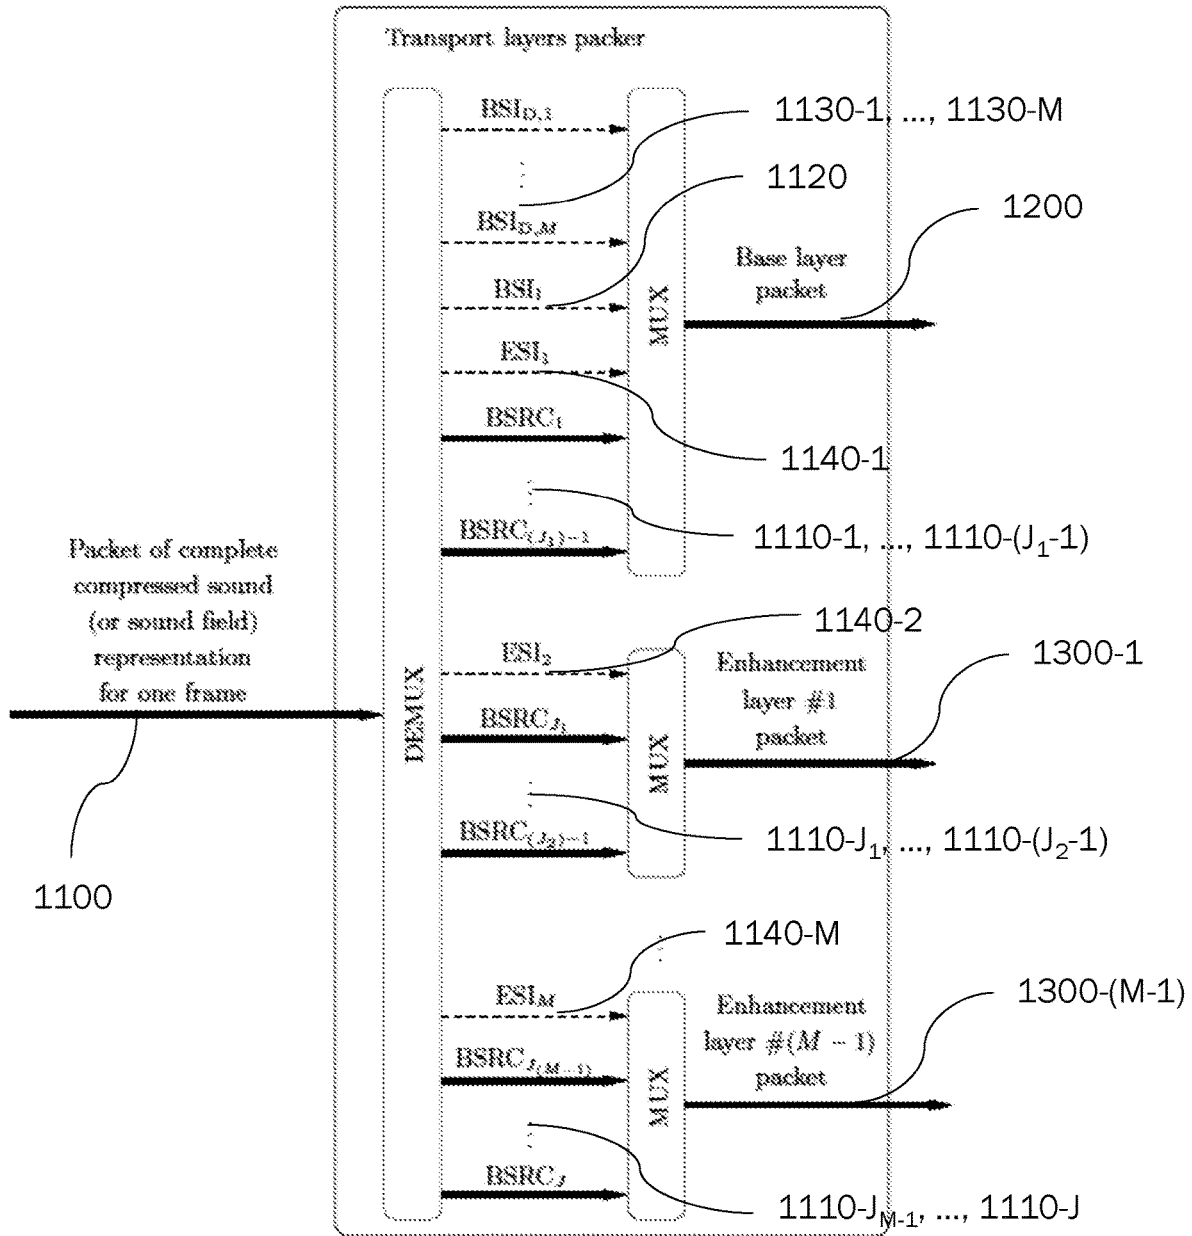 Transport layers packer
BSI_{D,1}
1130-1, ..., 1130-M
1120
BSI_{D,M}
1200
BSI_I
Base layer
packet
MUX
ESI_1
BSRC_1
1140-1
BSRC_{(J_1)-1}
1110-1, ..., 1110-(J_1-1)
Packet of complete
compressed sound
(or sound field)
representation
for one frame
1100
DEMUX
1140-2
ESI_2
Enhancement
layer #1
packet
1300-1
BSRC_{J_1}
MUX
BSRC_{(J_2)-1}
1110-J_1, ..., 1110-(J_2-1)
1140-M
ESI_M
Enhancement
layer #(M − 1)
packet
1300-(M-1)
BSRC_{J_{(M-1)}}
MUX
BSRC_J
1110-J_{M-1}, ..., 1110-J